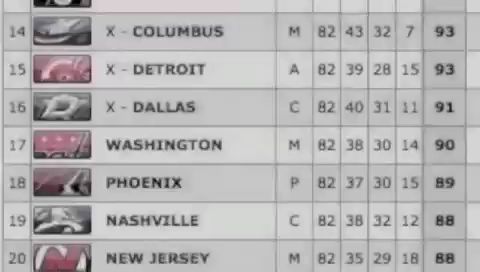 14 X - COLUMBUS M 82 43 32 7 93
15 X - DETROIT A 82 39 28 15 93
16 X - DALLAS C 82 40 31 11 91
17 WASHINGTON M 82 38 30 14 90
18 PHOENIX P 82 37 30 15 89
19 NASHVILLE C 82 38 32 12 88
20 NEW JERSEY M 82 35 29 18 88